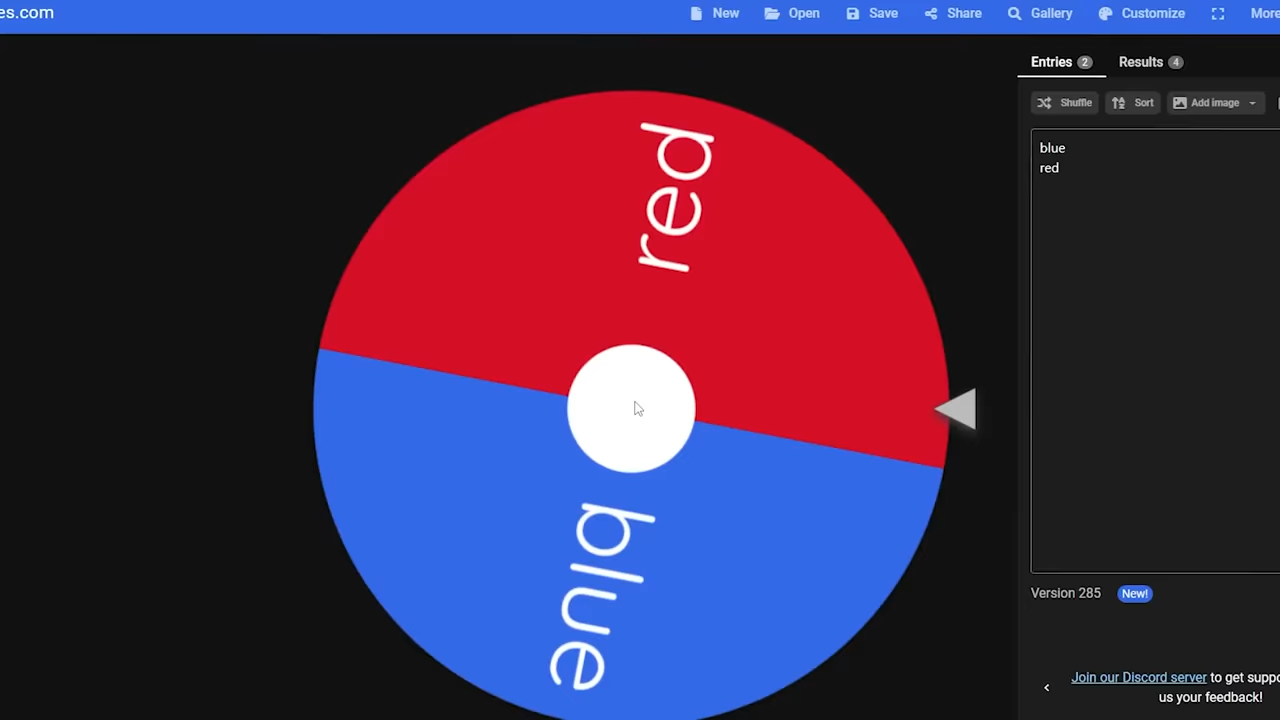 es.com
New
Open
Save
Share
Gallery
Customize
More
Entries 2
Results 4
Shuffle
Sort
Add image
blue
red
red
blue
Version 285
New!
Join our Discord server to get suppo
us your feedback!